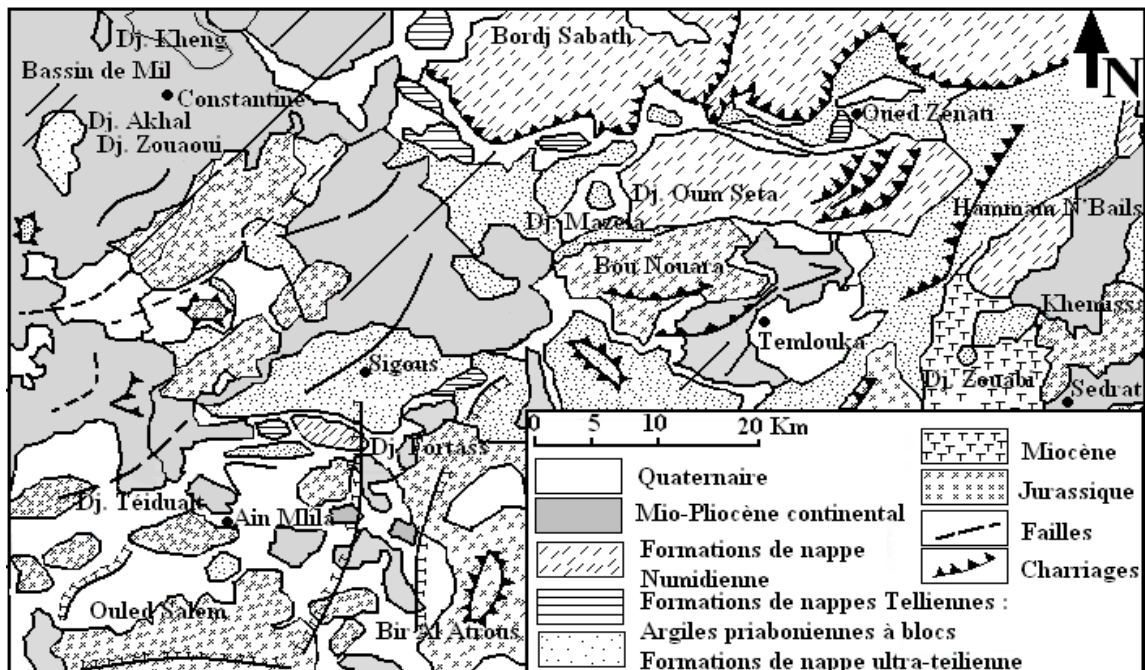 Dj. Kheng
Bordj Sabath
Bassin de Mil
Constantine
Dj. Akhal
Dj. Zouaoui
Oued Zenati
N
Dj. Oum Seta
Dj. Mazela
Hammam N'Bails
Bou Nouara
Khemissa
Temlouka
Sigous
Dj. Zouabi
Sedrat
Dj. Fortass
Dj. Téidualt
Ain Mlila
Ouled Salem
Bir Al Atrous
0 5 10 20 Km
Quaternaire
Mio-Pliocène continental
Formations de nappe
Numidienne
Formations de nappes Telliennes :
Argiles priaboniennes à blocs
Formations de nappe ultra-teilienne
Miocène
Jurassique
Failles
Charriages